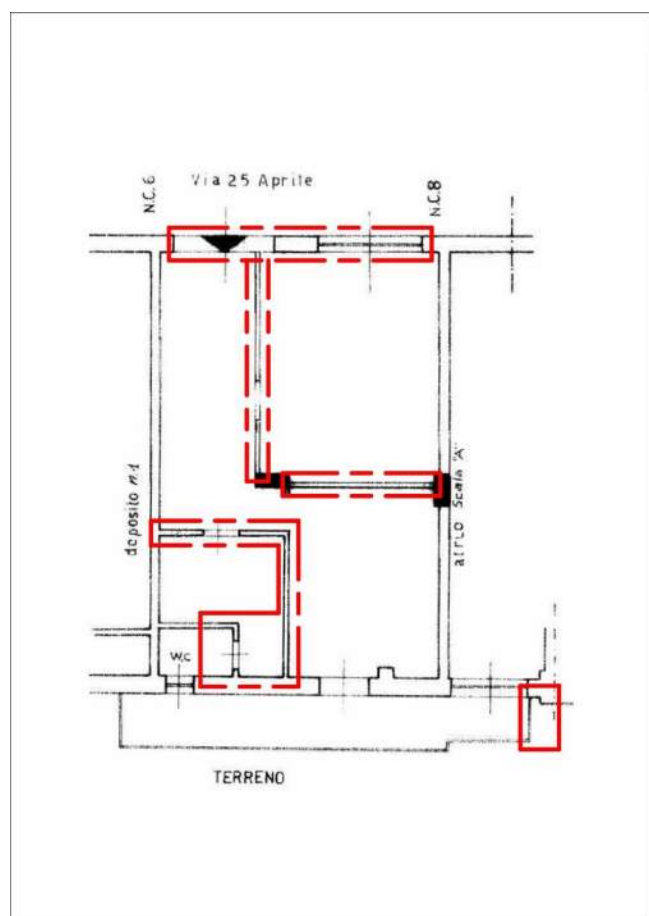 N.C. 6
Via 25 Aprile
N.C. 8
deposito n.1
atrio Scala "A"
W.C
TERRENO